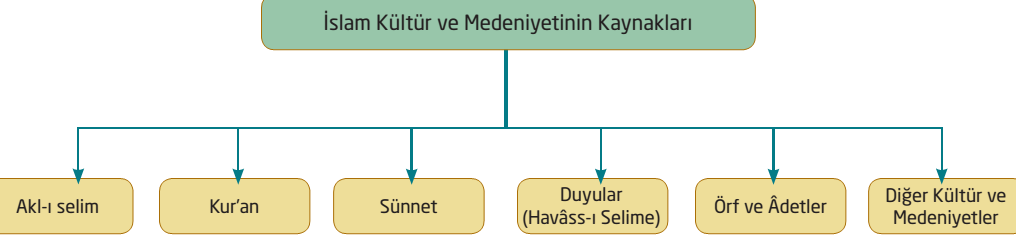 İslam Kültür ve Medeniyetinin Kaynakları
Akl-ı selim
Kur'an
Sünnet
Duyular
(Havâss-ı Selime)
Örf ve Âdetler
Diğer Kültür ve
Medeniyetler